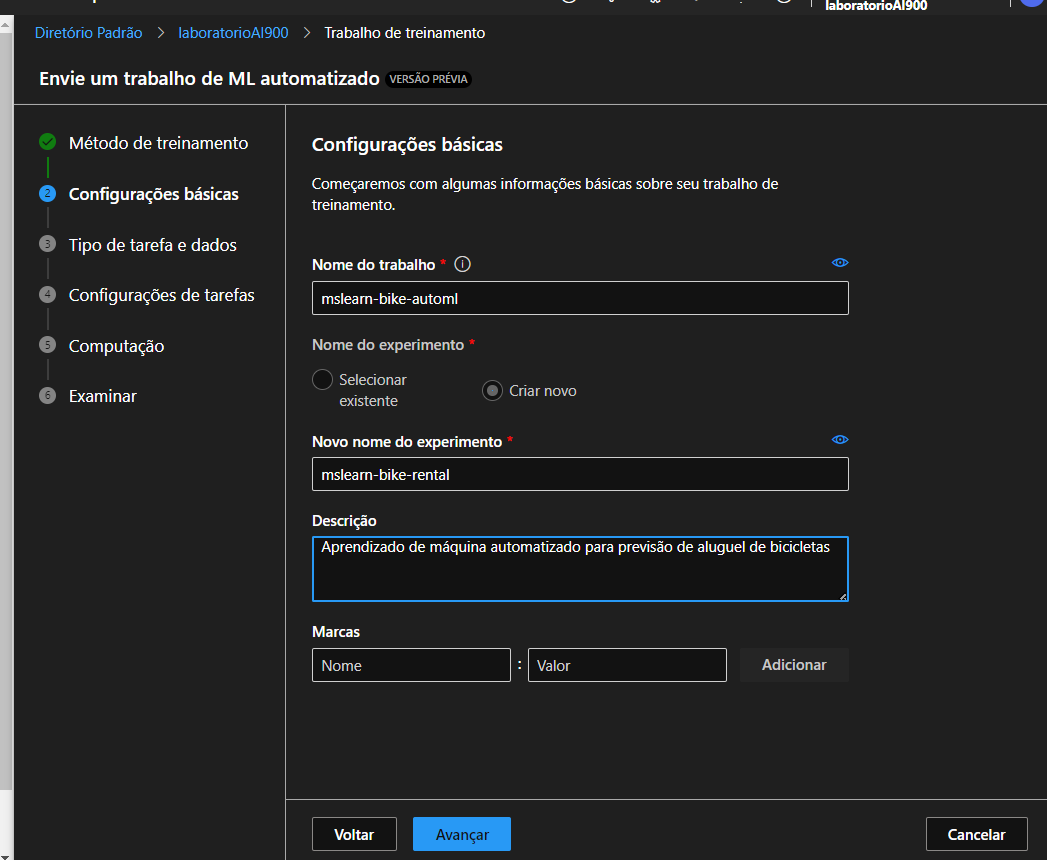 laboratorioAI900
Diretório Padrão > laboratorioAI900 > Trabalho de treinamento
Envie um trabalho de ML automatizado VERSÃO PRÉVIA
Método de treinamento
2 Configurações básicas
3 Tipo de tarefa e dados
4 Configurações de tarefas
5 Computação
6 Examinar
Configurações básicas
Começaremos com algumas informações básicas sobre seu trabalho de
treinamento.
Nome do trabalho *
mslearn-bike-automl
Nome do experimento *
Selecionar
existente
Criar novo
Novo nome do experimento *
mslearn-bike-rental
Descrição
Aprendizado de máquina automatizado para previsão de aluguel de bicicletas
Marcas
Nome : Valor Adicionar
Voltar Avançar Cancelar